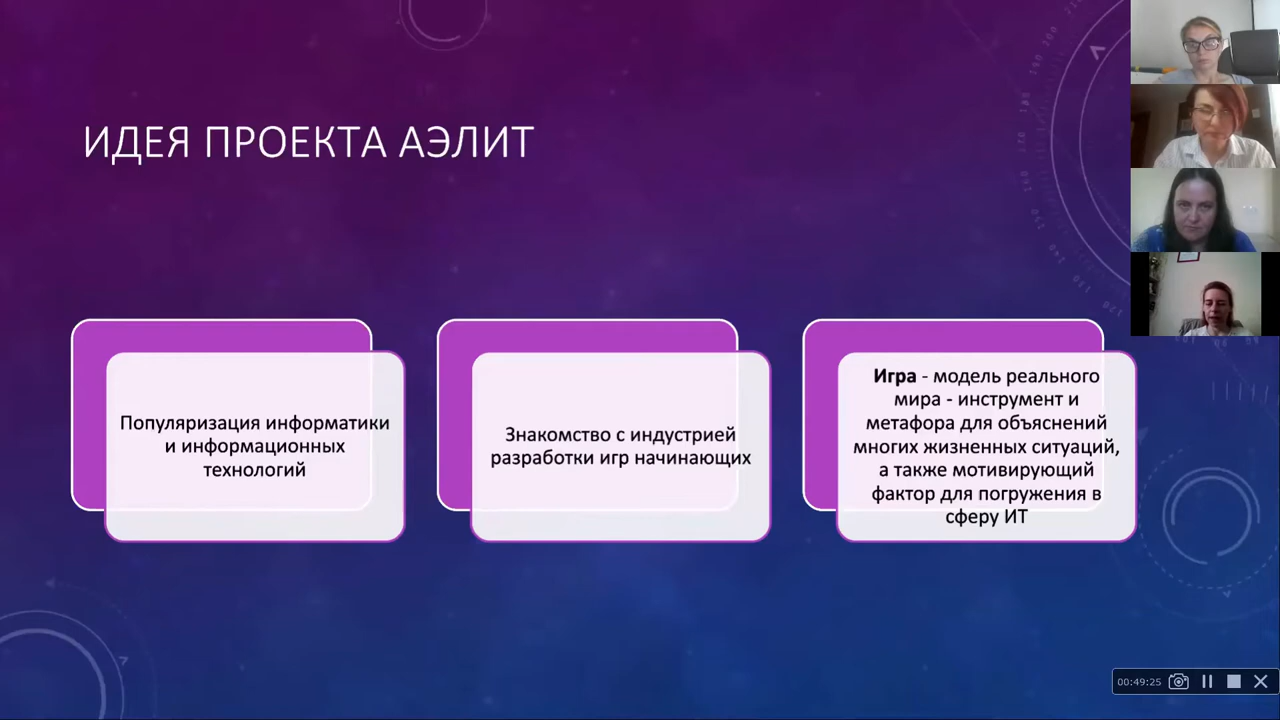 ИДЕЯ ПРОЕКТА АЭЛИТ
Популяризация информатики
и информационных
технологий
Знакомство с индустрией
разработки игр начинающих
Игра - модель реального
мира - инструмент и
метафора для объяснений
многих жизненных ситуаций,
а также мотивирующий
фактор для погружения в
сферу ИТ
00:49:25